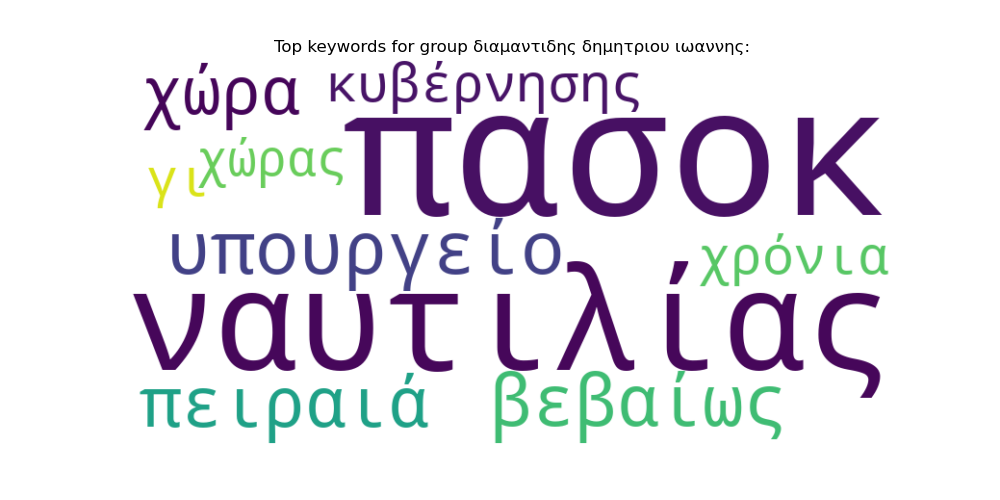 Top keywords for group διαμαντιδης δημητριου ιωαννης:
χώρα κυβέρνησης
πασοκ
γι χώρας
υπουργείο
χρόνια
ναυτιλίας
πειραιά βεβαίως